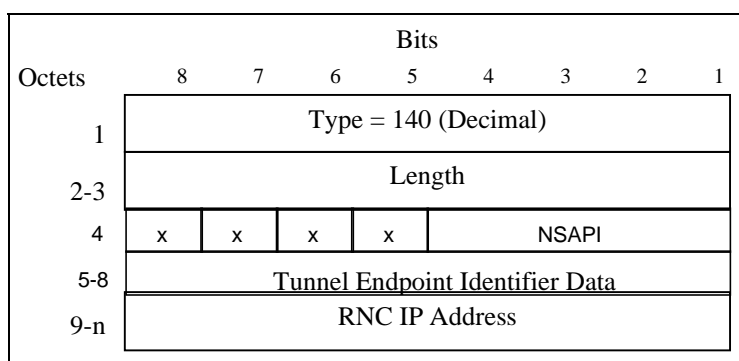 Bits
Octets 8 7 6 5 4 3 2 1
1 Type = 140 (Decimal)
2-3 Length
4 x x x x NSAPI
5-8 Tunnel Endpoint Identifier Data
9-n RNC IP Address